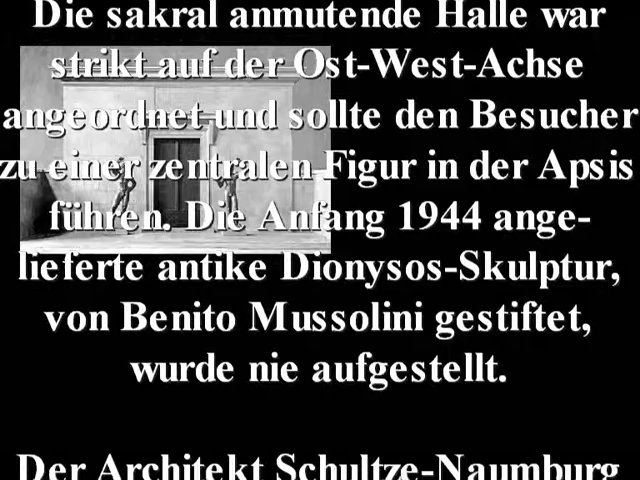 Die sakral anmutende Halle war
strikt auf der Ost-West-Achse
angeordnet und sollte den Besucher
zu einer zentralen Figur in der Apsis
führen. Die Anfang 1944 ange-
lieferte antike Dionysos-Skulptur,
von Benito Mussolini gestiftet,
wurde nie aufgestellt.
Der Architekt Schultze-Naumburg